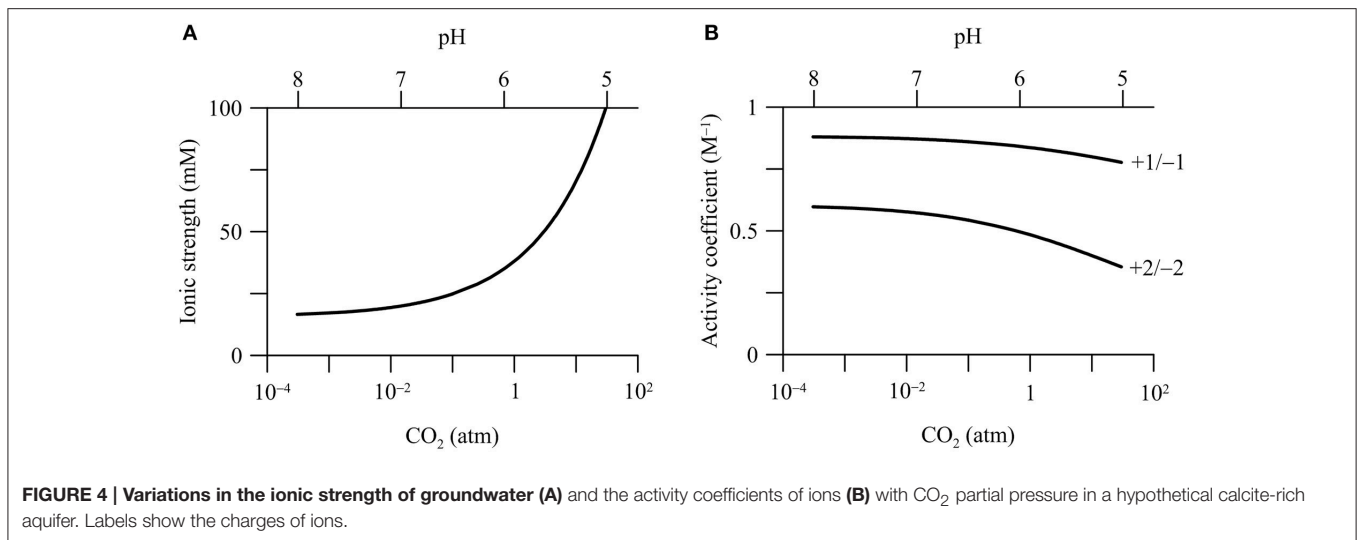 A
pH
8 7 6 5
100
50
0
Ionic strength (mM)
10⁻⁴ 10⁻² 1 10²
CO₂ (atm)
B
pH
8 7 6 5
1
0.5
0
Activity coefficient (M⁻¹)
+1/−1
+2/−2
10⁻⁴ 10⁻² 1 10²
CO₂ (atm)
FIGURE 4 | Variations in the ionic strength of groundwater (A) and the activity coefficients of ions (B) with CO₂ partial pressure in a hypothetical calcite-rich
aquifer. Labels show the charges of ions.